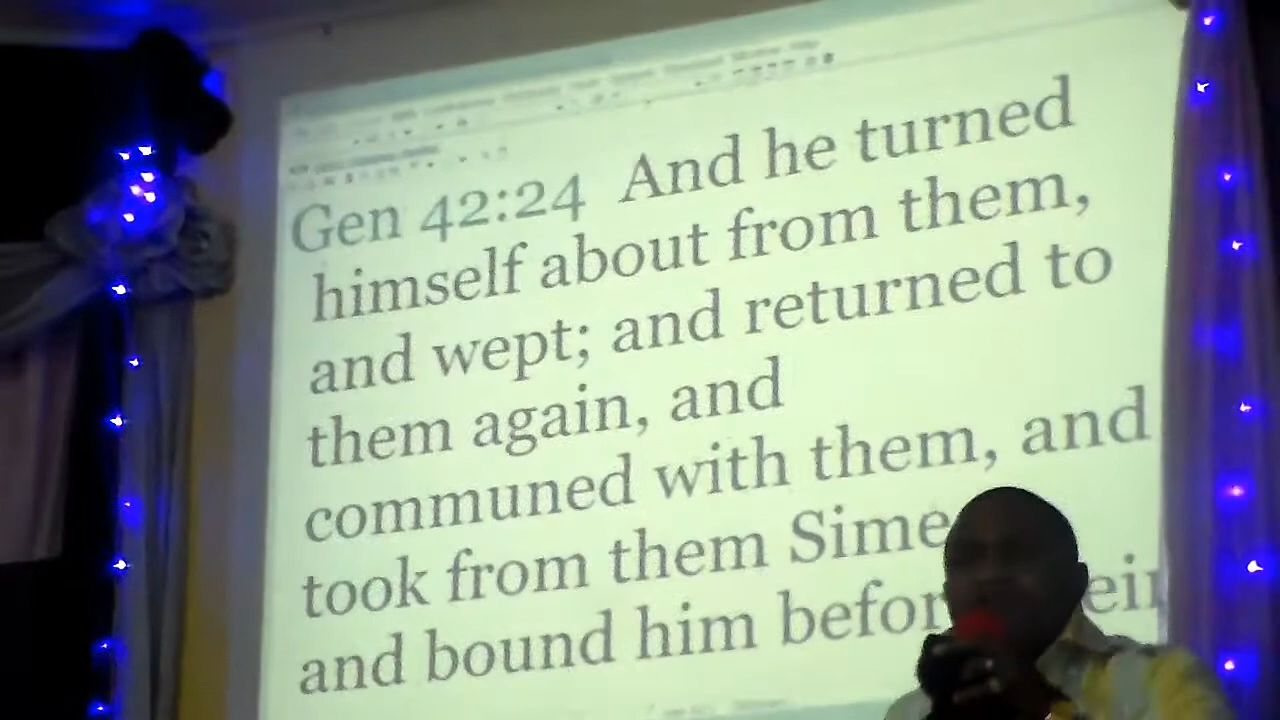 Gen 42:24 And he turned
himself about from them,
and wept; and returned to
them again, and
communed with them, and
took from them Sime
and bound him befor eir